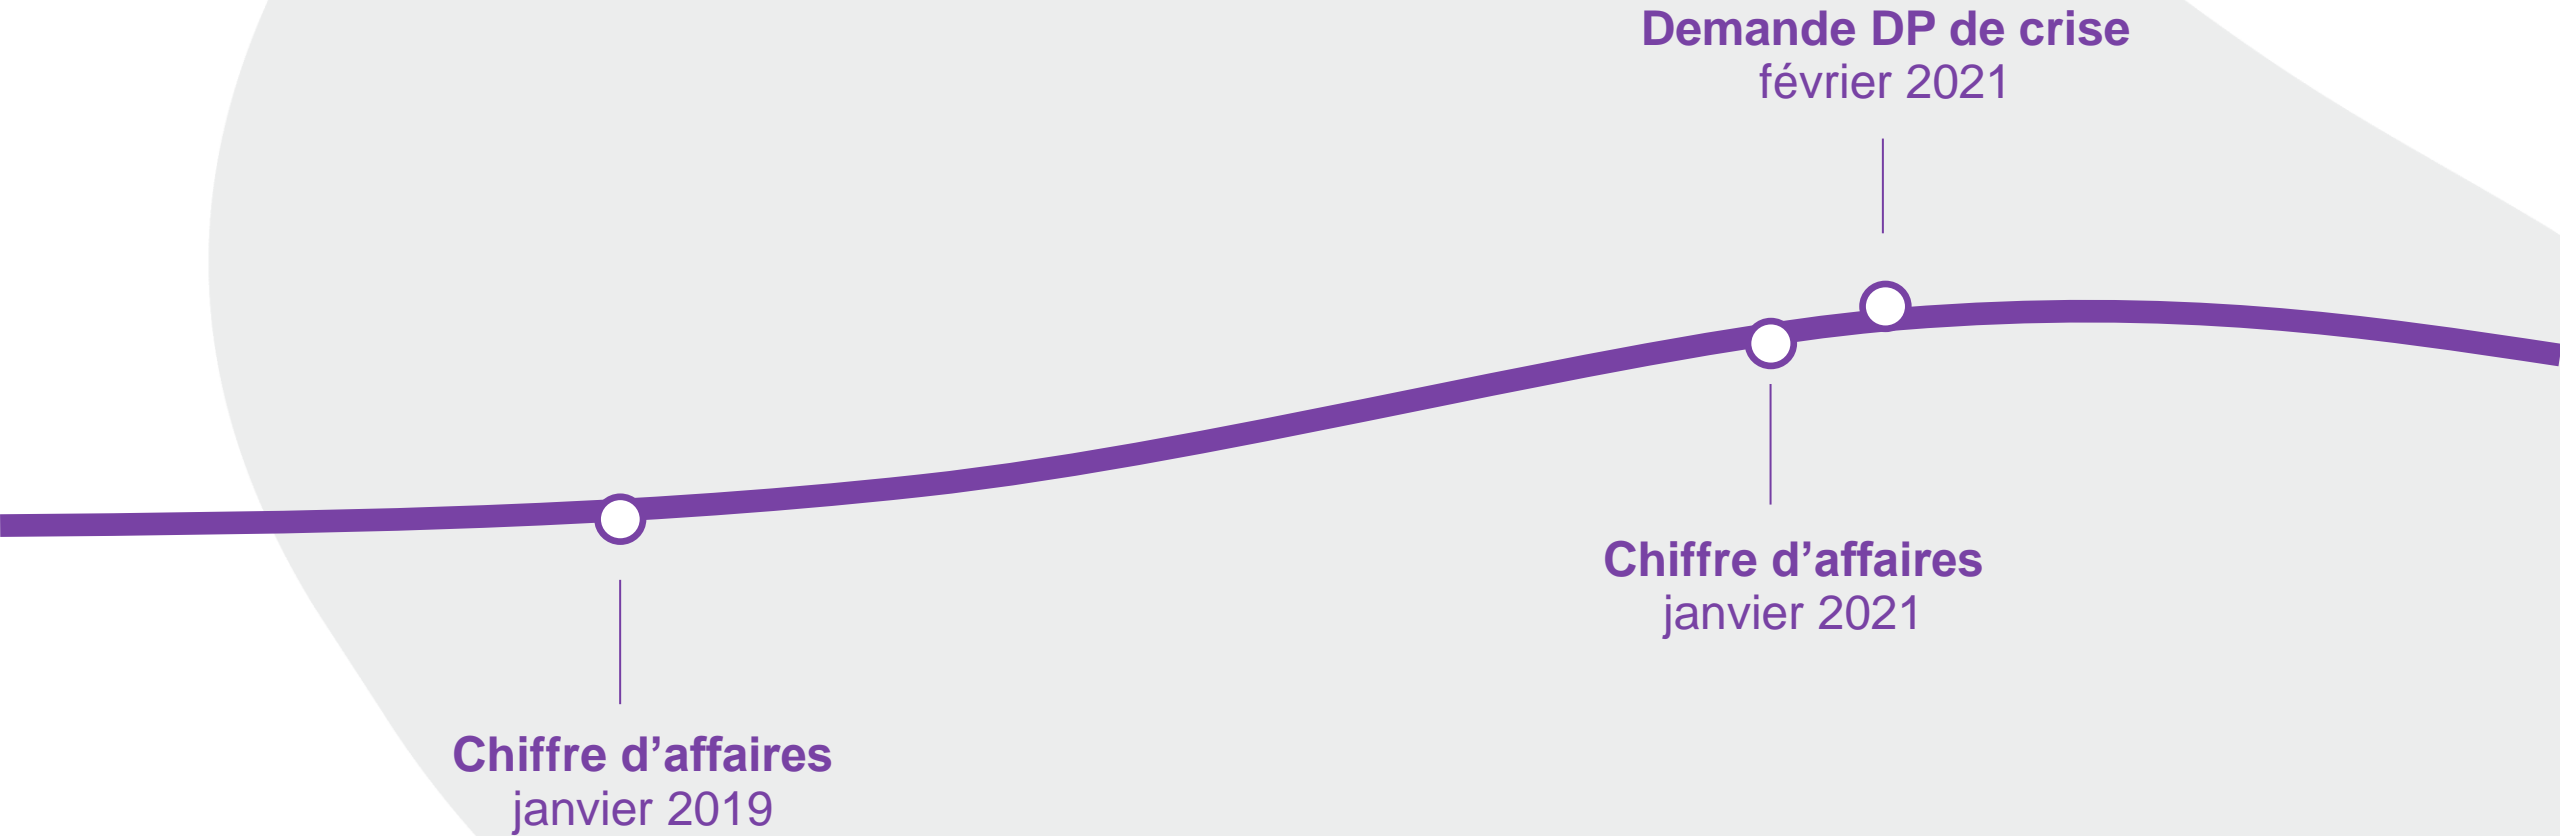 Demande DP de crise
février 2021
Chiffre d’affaires
janvier 2021
Chiffre d’affaires
janvier 2019